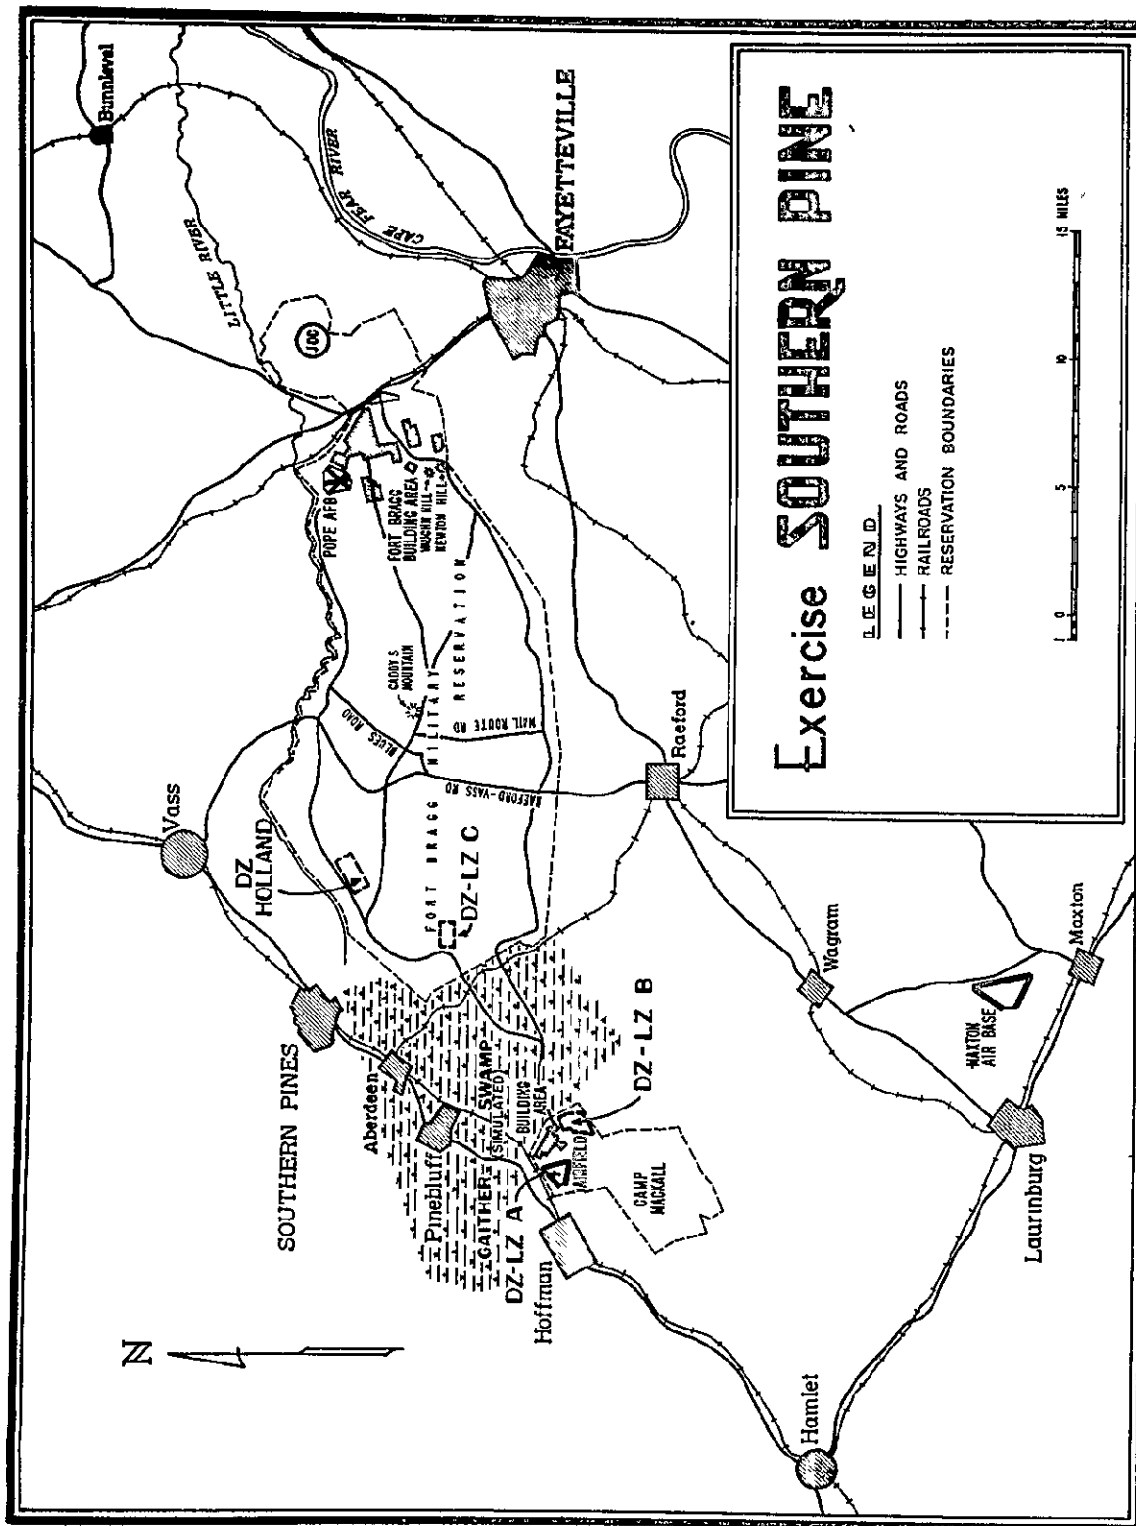 Bunnlevel
LITTLE RIVER
CAPE FEAR RIVER
JOC
FAYETTEVILLE
POPE AFB
FORT BRAGG
BUILDING AREA
VAUGHN HILL
NEWTON HILL
CADDY S
MOUNTAIN
FORT BRAGG MILITARY
RESERVATION
BLUES ROAD
MAIL ROUTE RD
RAEFORD-VASS RD
Vass
DZ
HOLLAND
DZ-LZ C
Raeford
SOUTHERN PINES
Aberdeen
Pinebluff
GAITHER SWAMP
(SIMULATED)
BUILDING
AREA
AIRFIELD
DZ-LZ A
DZ-LZ B
Hoffman
CAMP
MACKALL
Wagram
MAXTON
AIR BASE
Maxton
Laurinburg
Hamlet
N
Exercise SOUTHERN PINE
LEGEND
HIGHWAYS AND ROADS
RAILROADS
RESERVATION BOUNDARIES
0 5 10 15 MILES